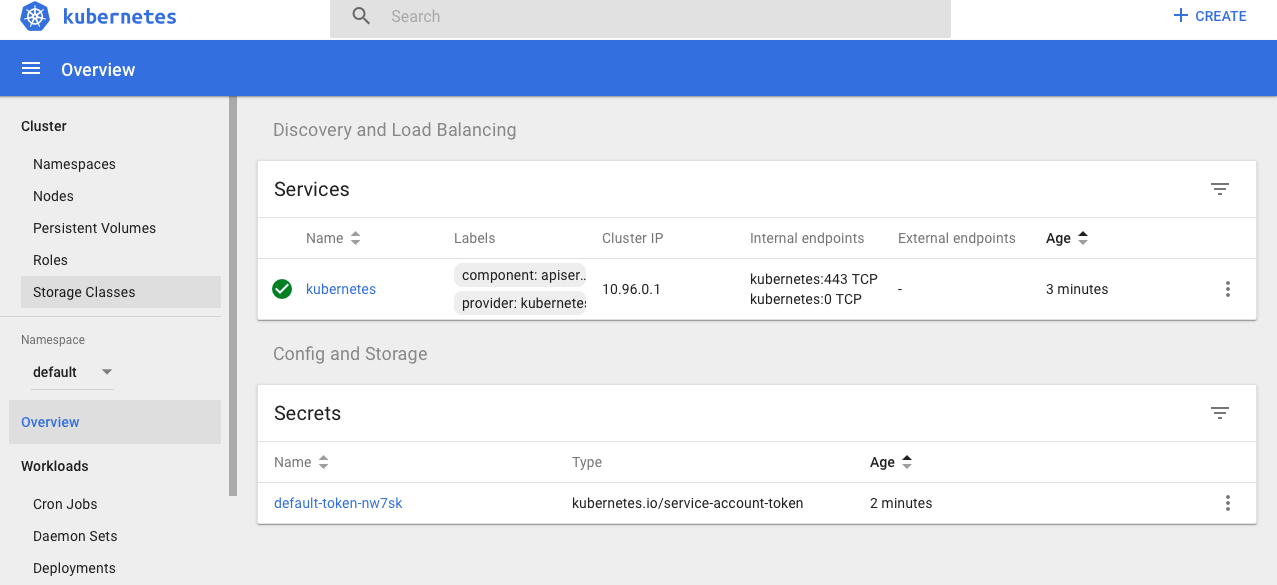 kubernetes
Search
CREATE
Overview
Cluster
Namespaces
Nodes
Persistent Volumes
Roles
Storage Classes
Namespace
default
Overview
Workloads
Cron Jobs
Daemon Sets
Deployments
Discovery and Load Balancing
Services
Name Labels Cluster IP Internal endpoints External endpoints Age
kubernetes component: apiser.. 10.96.0.1 kubernetes:443 TCP - 3 minutes
provider: kubernetes kubernetes:0 TCP
Config and Storage
Secrets
Name Type Age
default-token-nw7sk kubernetes.io/service-account-token 2 minutes